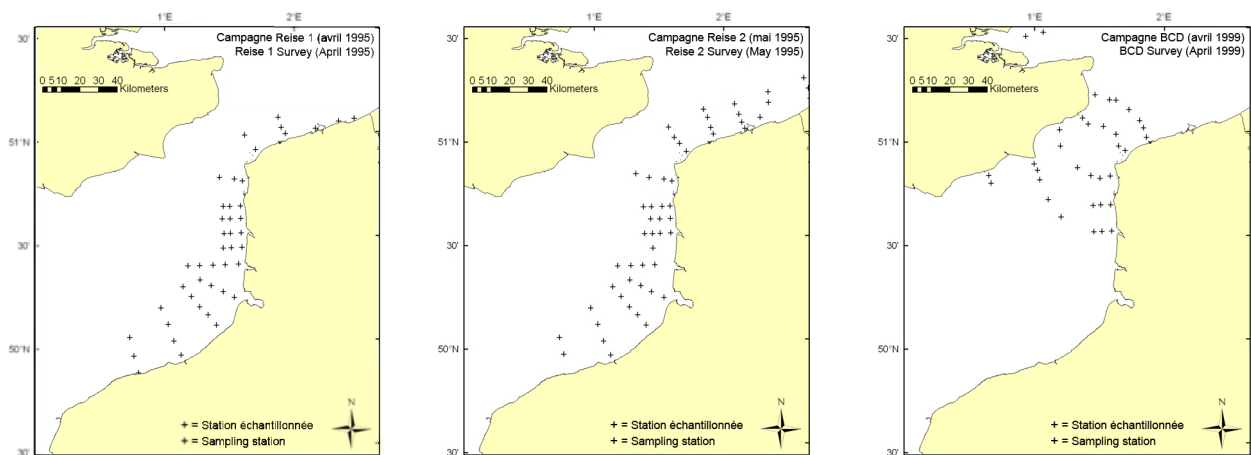 1°E 2°E
30'
Campagne Reise 1 (avril 1995)
Reise 1 Survey (April 1995)
0 5 10 20 30 40
Kilometers
51°N
30'
50°N
30'
N
+ = Station échantillonnée
+ = Sampling station
1°E 2°E
30'
Campagne Reise 2 (mai 1995)
Reise 2 Survey (May 1995)
0 5 10 20 30 40
Kilometers
51°N
30'
50°N
30'
N
+ = Station échantillonnée
+ = Sampling station
1°E 2°E
30'
Campagne BCD (avril 1999)
BCD Survey (April 1999)
0 5 10 20 30 40
Kilometers
51°N
30'
50°N
30'
N
+ = Station échantillonnée
+ = Sampling station